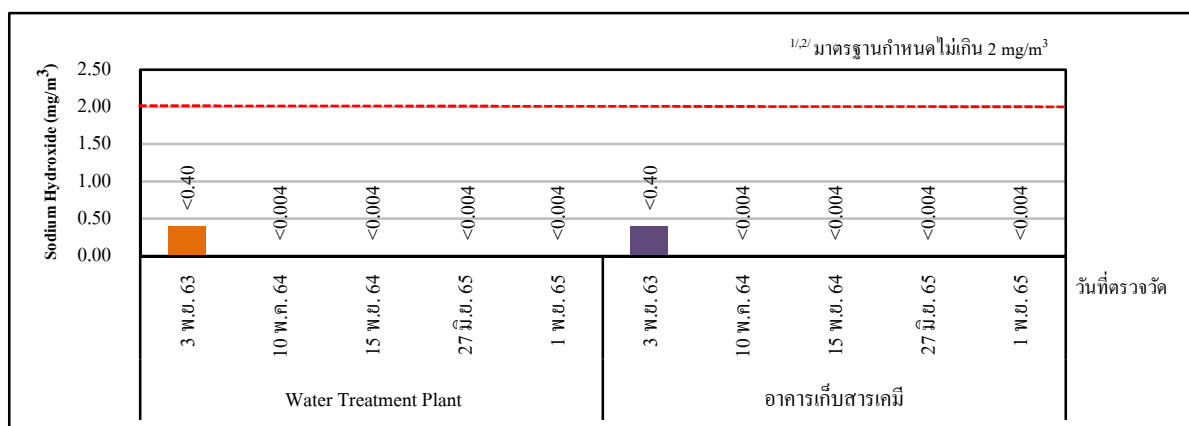 1/,2/ มาตรฐานกำหนดไม่เกิน 2 mg/m3
Sodium Hydroxide (mg/m3)
2.50
2.00
1.50
1.00
0.50
0.00
<0.40
<0.004
<0.004
<0.004
<0.004
<0.40
<0.004
<0.004
<0.004
<0.004
3 พ.ย. 63
10 พ.ค. 64
15 พ.ย. 64
27 มิ.ย. 65
1 พ.ย. 65
3 พ.ย. 63
10 พ.ค. 64
15 พ.ย. 64
27 มิ.ย. 65
1 พ.ย. 65
วันที่ตรวจวัด
Water Treatment Plant
อาคารเก็บสารเคมี